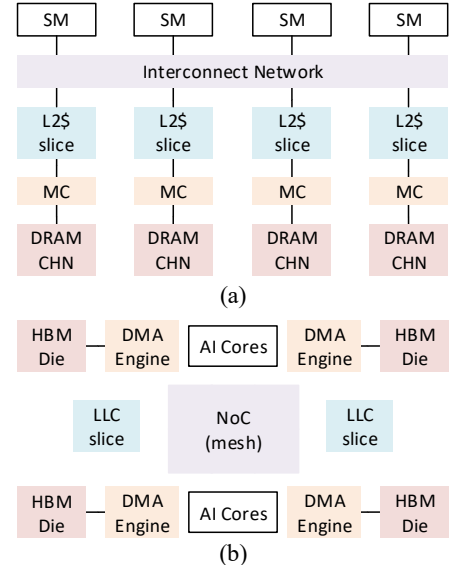 SM SM SM SM
Interconnect Network
L2$ L2$ L2$ L2$
slice slice slice slice
MC MC MC MC
DRAM DRAM DRAM DRAM
CHN CHN CHN CHN
(a)
HBM DMA AI Cores DMA HBM
Die Engine Engine Die
LLC NoC LLC
slice (mesh) slice
HBM DMA AI Cores DMA HBM
Die Engine Engine Die
(b)